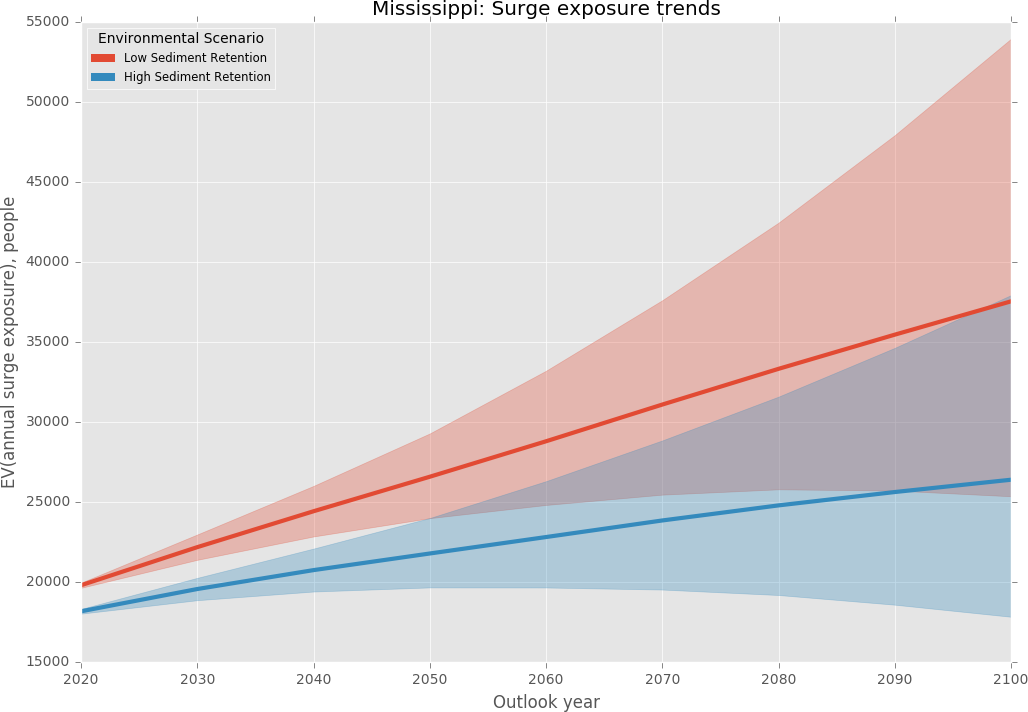 Mississippi: Surge exposure trends
Environmental Scenario
Low Sediment Retention
High Sediment Retention
EV(annual surge exposure), people
55000
50000
45000
40000
35000
30000
25000
20000
15000
2020 2030 2040 2050 2060 2070 2080 2090 2100
Outlook year